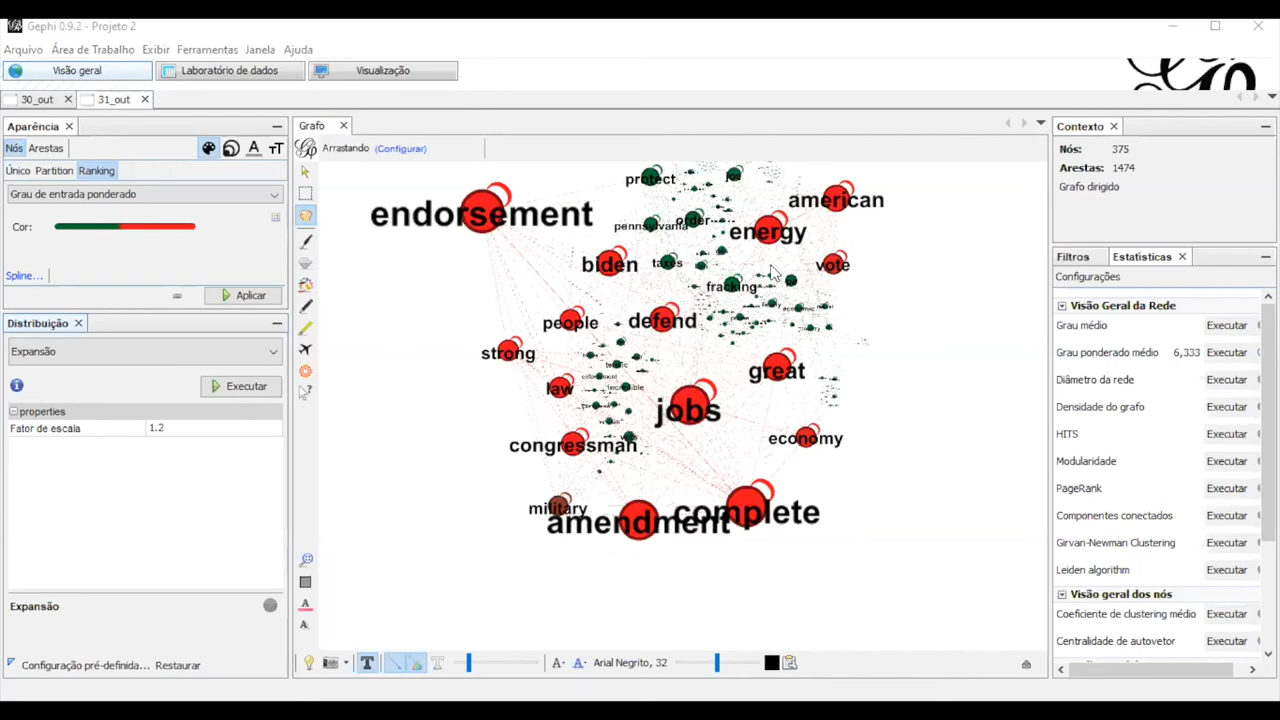 Gephi 0.9.2 - Projeto 2
Arquivo Área de Trabalho Exibir Ferramentas Janela Ajuda
Visão geral Laboratório de dados Visualização
30_out 31_out
Aparência
Nós Arestas
Único Partition Ranking
Grau de entrada ponderado
Cor:
Spline...
Aplicar
Distribuição
Expansão
Executar
properties
Fator de escala 1.2
Expansão
Configuração pré-definida... Restaurar
Grafo
Arrastando (Configurar)
protect
american
endorsement
order
pennsylvania
energy
biden
taxes
vote
fracking
people
defend
strong
great
law
incredible
jobs
economy
congressman
military
complete
amendment
Arial Negrito, 32
Contexto
Nós: 375
Arestas: 1474
Grafo dirigido
Filtros Estatisticas
Configurações
Visão Geral da Rede
Grau médio Executar
Grau ponderado médio 6,333 Executar
Diâmetro da rede Executar
Densidade do grafo Executar
HITS Executar
Modularidade Executar
PageRank Executar
Componentes conectados Executar
Girvan-Newman Clustering Executar
Leiden algorithm Executar
Visão geral dos nós
Coeficiente de clustering médio Executar
Centralidade de autovetor Executar